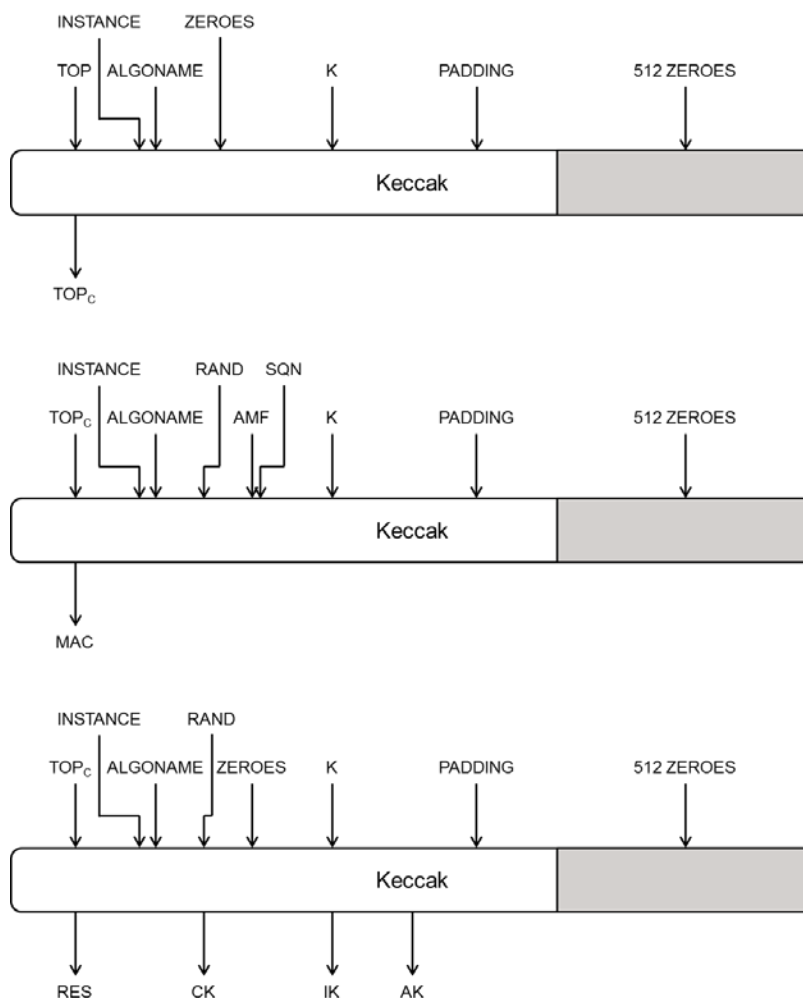 INSTANCE ZEROES
TOP ALGONAME K PADDING 512 ZEROES
Keccak
TOPC
INSTANCE RAND SQN
TOPC ALGONAME AMF K PADDING 512 ZEROES
Keccak
MAC
INSTANCE RAND
TOPC ALGONAME ZEROES K PADDING 512 ZEROES
Keccak
RES CK IK AK